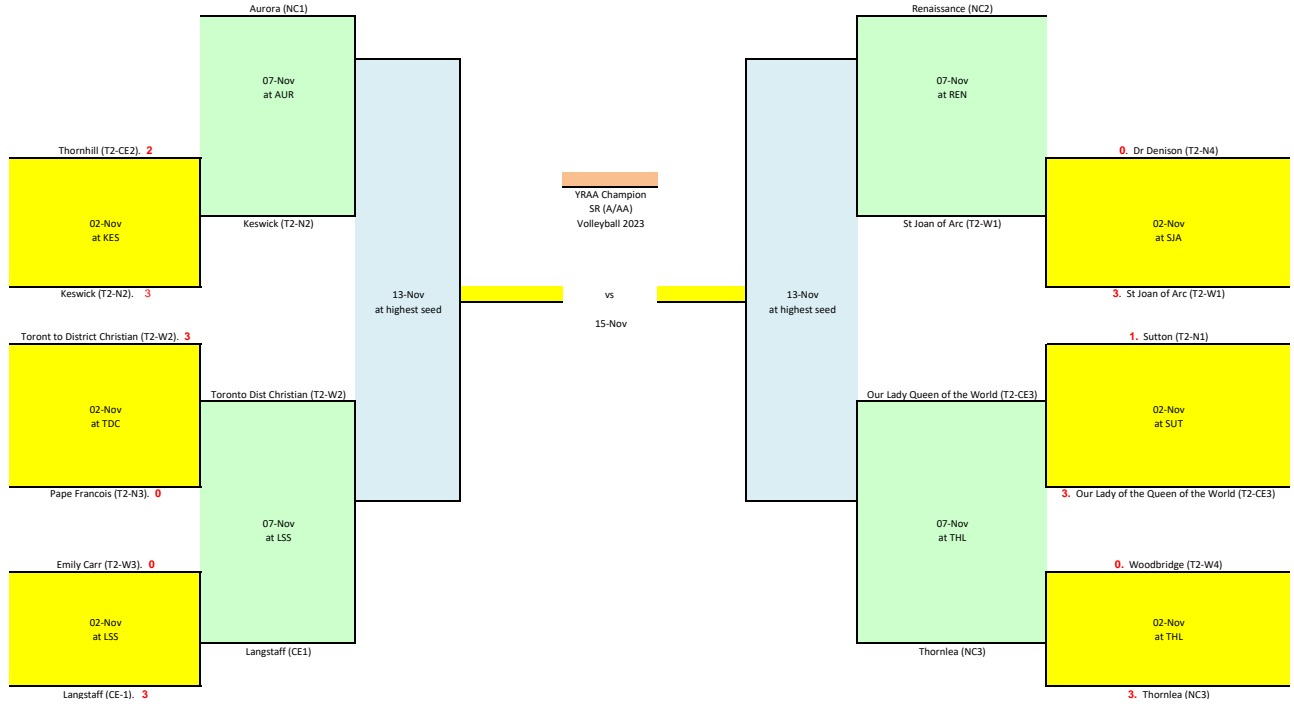 Aurora (NC1)
07-Nov
at AUR
Thornhill (T2-CE2). 2
02-Nov
at KES
Keswick (T2-N2)
Keswick (T2-N2). 3
13-Nov
at highest seed
Toront to District Christian (T2-W2). 3
02-Nov
at TDC
Toronto Dist Christian (T2-W2)
Pape Francois (T2-N3). 0
07-Nov
at LSS
Emily Carr (T2-W3). 0
02-Nov
at LSS
Langstaff (CE1)
Langstaff (CE-1). 3
YRAA Champion
SR (A/AA)
Volleyball 2023
vs
15-Nov
Renaissance (NC2)
07-Nov
at REN
0. Dr Denison (T2-N4)
St Joan of Arc (T2-W1)
02-Nov
at SJA
13-Nov
at highest seed
3. St Joan of Arc (T2-W1)
1. Sutton (T2-N1)
Our Lady Queen of the World (T2-CE3)
02-Nov
at SUT
3. Our Lady of the Queen of the World (T2-CE3)
07-Nov
at THL
0. Woodbridge (T2-W4)
02-Nov
at THL
Thornlea (NC3)
3. Thornlea (NC3)